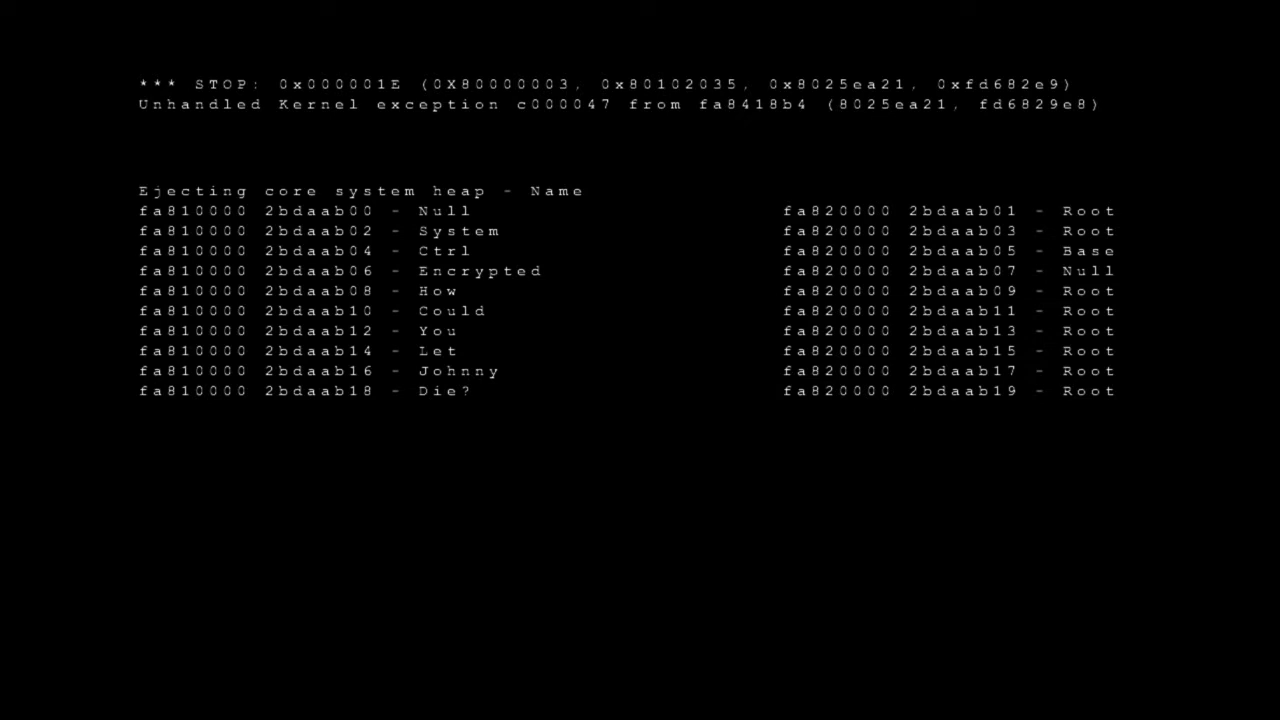 *** STOP: 0x000001E (0X80000003, 0x80102035, 0x8025ea21, 0xfd682e9)
Unhandled Kernel exception c000047 from fa8418b4 (8025ea21, fd6829e8)
Ejecting core system heap - Name
fa810000 2bdaab00 - Null fa820000 2bdaab01 - Root
fa810000 2bdaab02 - System fa820000 2bdaab03 - Root
fa810000 2bdaab04 - Ctrl fa820000 2bdaab05 - Base
fa810000 2bdaab06 - Encrypted fa820000 2bdaab07 - Null
fa810000 2bdaab08 - How fa820000 2bdaab09 - Root
fa810000 2bdaab10 - Could fa820000 2bdaab11 - Root
fa810000 2bdaab12 - You fa820000 2bdaab13 - Root
fa810000 2bdaab14 - Let fa820000 2bdaab15 - Root
fa810000 2bdaab16 - Johnny fa820000 2bdaab17 - Root
fa810000 2bdaab18 - Die? fa820000 2bdaab19 - Root